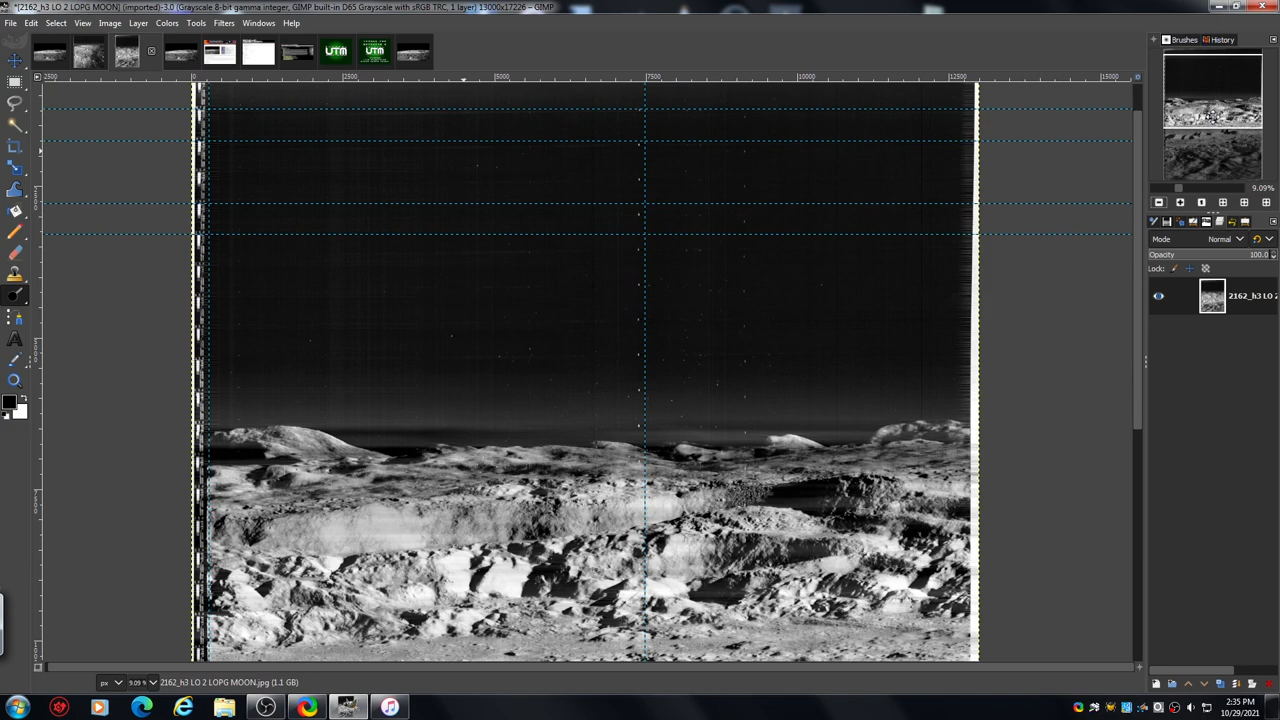 *[2162_h3 LO 2 LOPG MOON] (imported)-3.0 (Grayscale 8-bit gamma integer, GIMP built-in D65 Grayscale with sRGB TRC, 1 layer) 13000x17226 – GIMP
File Edit Select View Image Layer Colors Tools Filters Windows Help
UTM UTM
Brushes History
2500 0 2500 5000 7500 10000 12500 15000
9.09%
Mode Normal
Opacity 100.0
Lock:
2162_h3 LO 2
px 9.09 2162_h3 LO 2 LOPG MOON.jpg (1.1 GB)
2:35 PM
10/29/2021